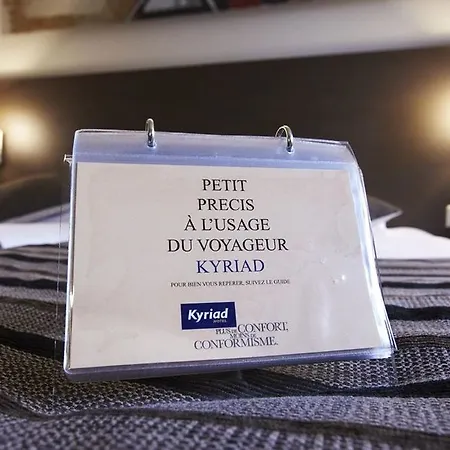 PETIT
PRECIS
À L'USAGE
DU VOYAGEUR
KYRIAD
POUR BIEN VOUS REPERER, SUIVEZ LE GUIDE
Kyriad
HOTEL
PLUS DE CONFORT,
MOINS DE
CONFORMISME.